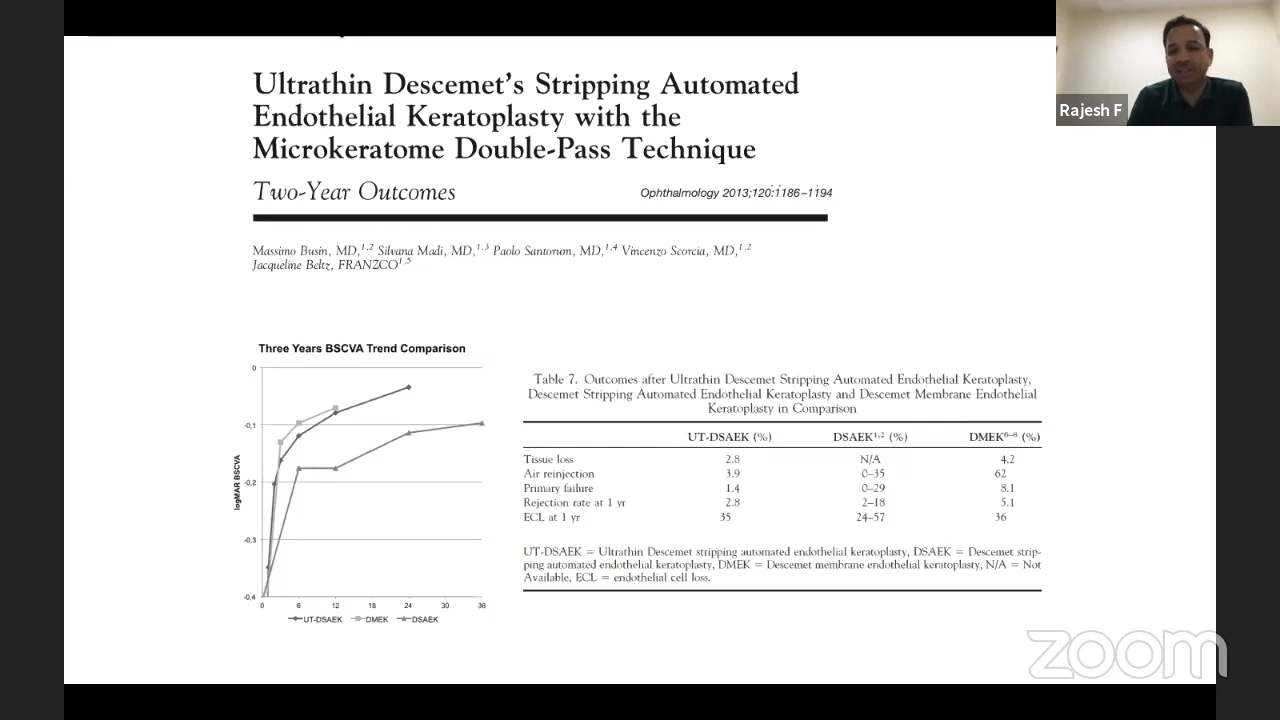 Ultrathin Descemet's Stripping Automated
Endothelial Keratoplasty with the
Microkeratome Double-Pass Technique
Two-Year Outcomes
Ophthalmology 2013;120:1186–1194
Massimo Busin, MD,1,2 Silvana Madi, MD,1,3 Paolo Santorum, MD,1,4 Vincenzo Scorcia, MD,1,2
Jacqueline Beltz, FRANZCO1,5
Rajesh F
Three Years BSCVA Trend Comparison
logMAR BSCVA
0
-0,1
-0,2
-0,3
-0,4
0 6 12 18 24 30 36
UT-DSAEK DMEK DSAEK
Table 7. Outcomes after Ultrathin Descemet Stripping Automated Endothelial Keratoplasty,
Descemet Stripping Automated Endothelial Keratoplasty and Descemet Membrane Endothelial
Keratoplasty in Comparison
UT-DSAEK (%) DSAEK1,2 (%) DMEK6–8 (%)
Tissue loss 2.8 N/A 4.2
Air reinjection 3.9 0–35 62
Primary failure 1.4 0–29 8.1
Rejection rate at 1 yr 2.8 2–18 5.1
ECL at 1 yr 35 24–57 36
UT-DSAEK = Ultrathin Descemet stripping automated endothelial keratoplasty, DSAEK = Descemet strip-
ping automated endothelial keratoplasty, DMEK = Descemet membrane endothelial keratoplasty, N/A = Not
Available, ECL = endothelial cell loss.
zoom